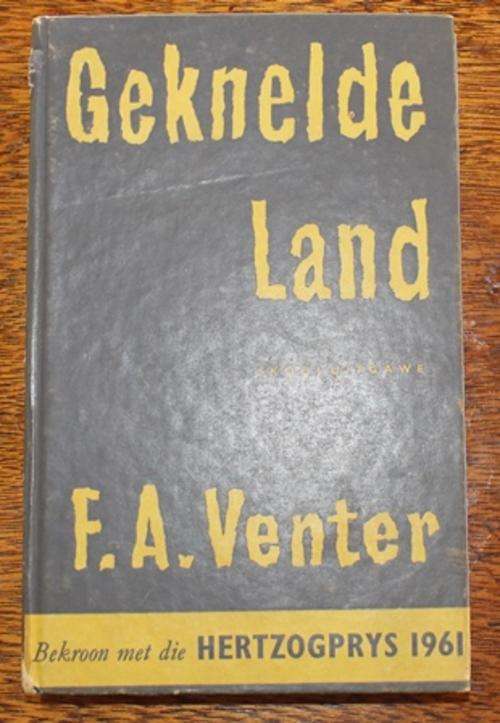 Geknelde
Land
SKOOLUITGAWE
F.A. Venter
Bekroon met die HERTZOGPRYS 1961